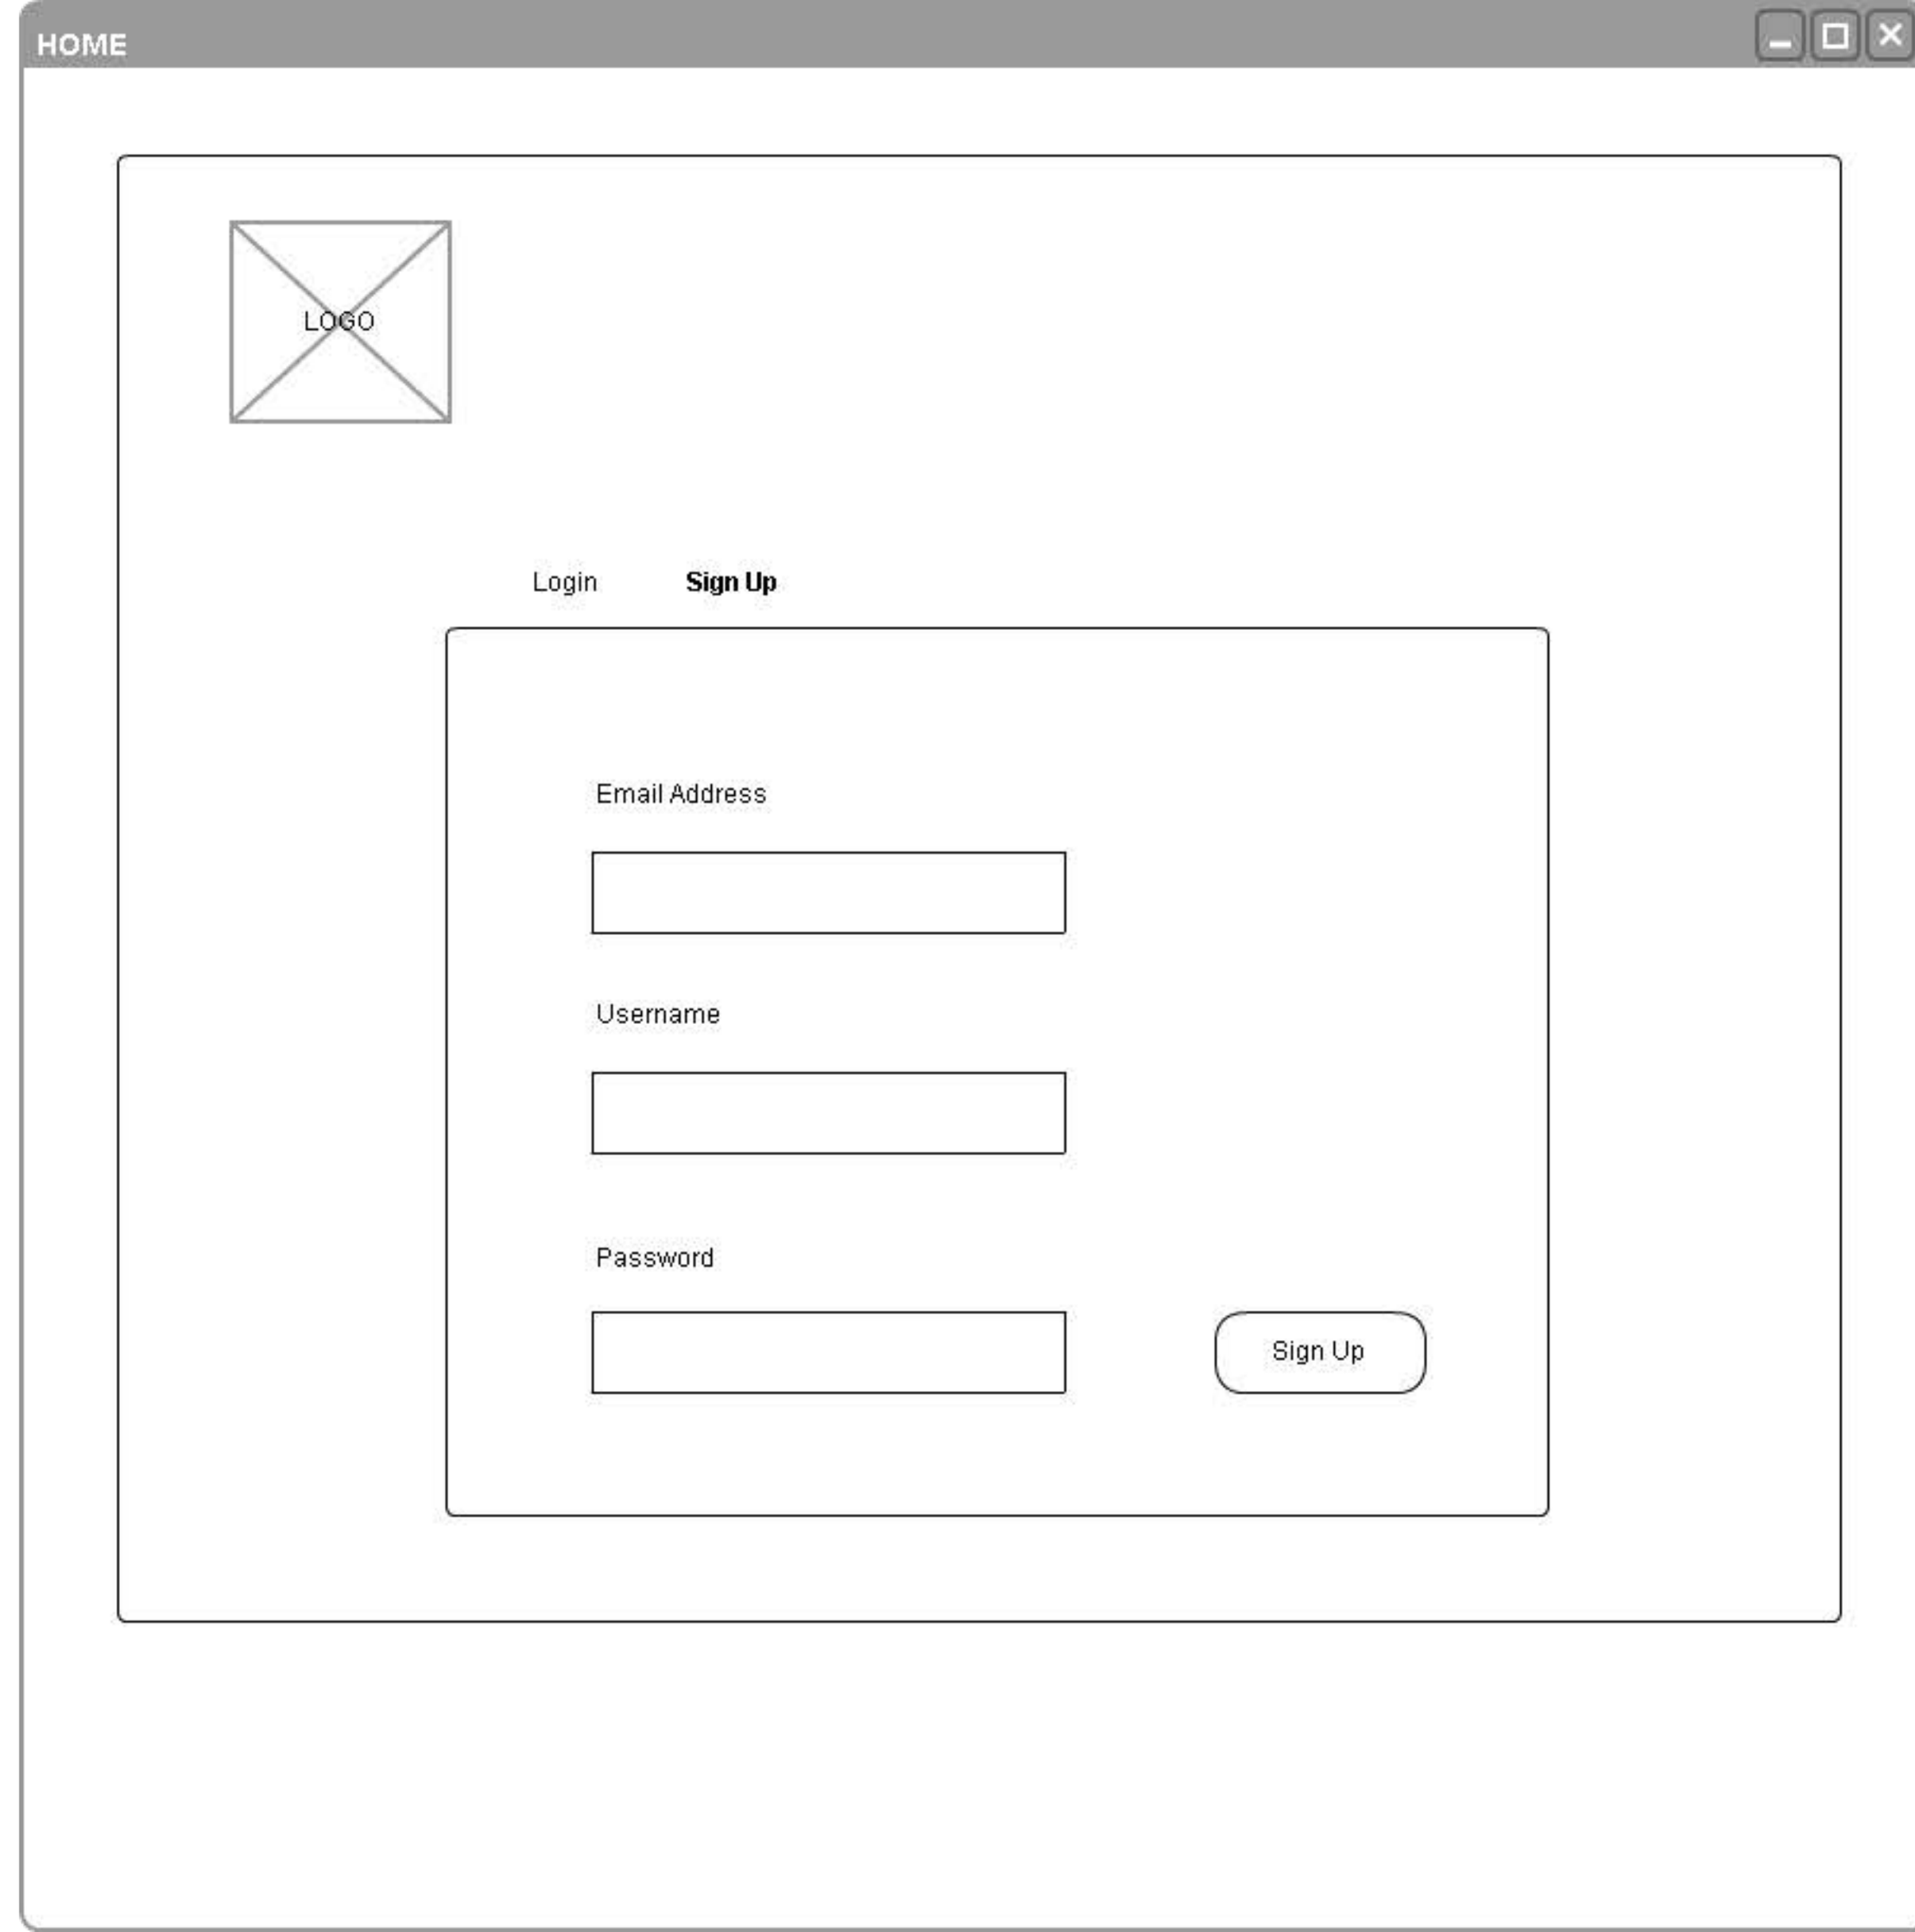 HOME
LOGO
Login Sign Up
Email Address
Username
Password
Sign Up